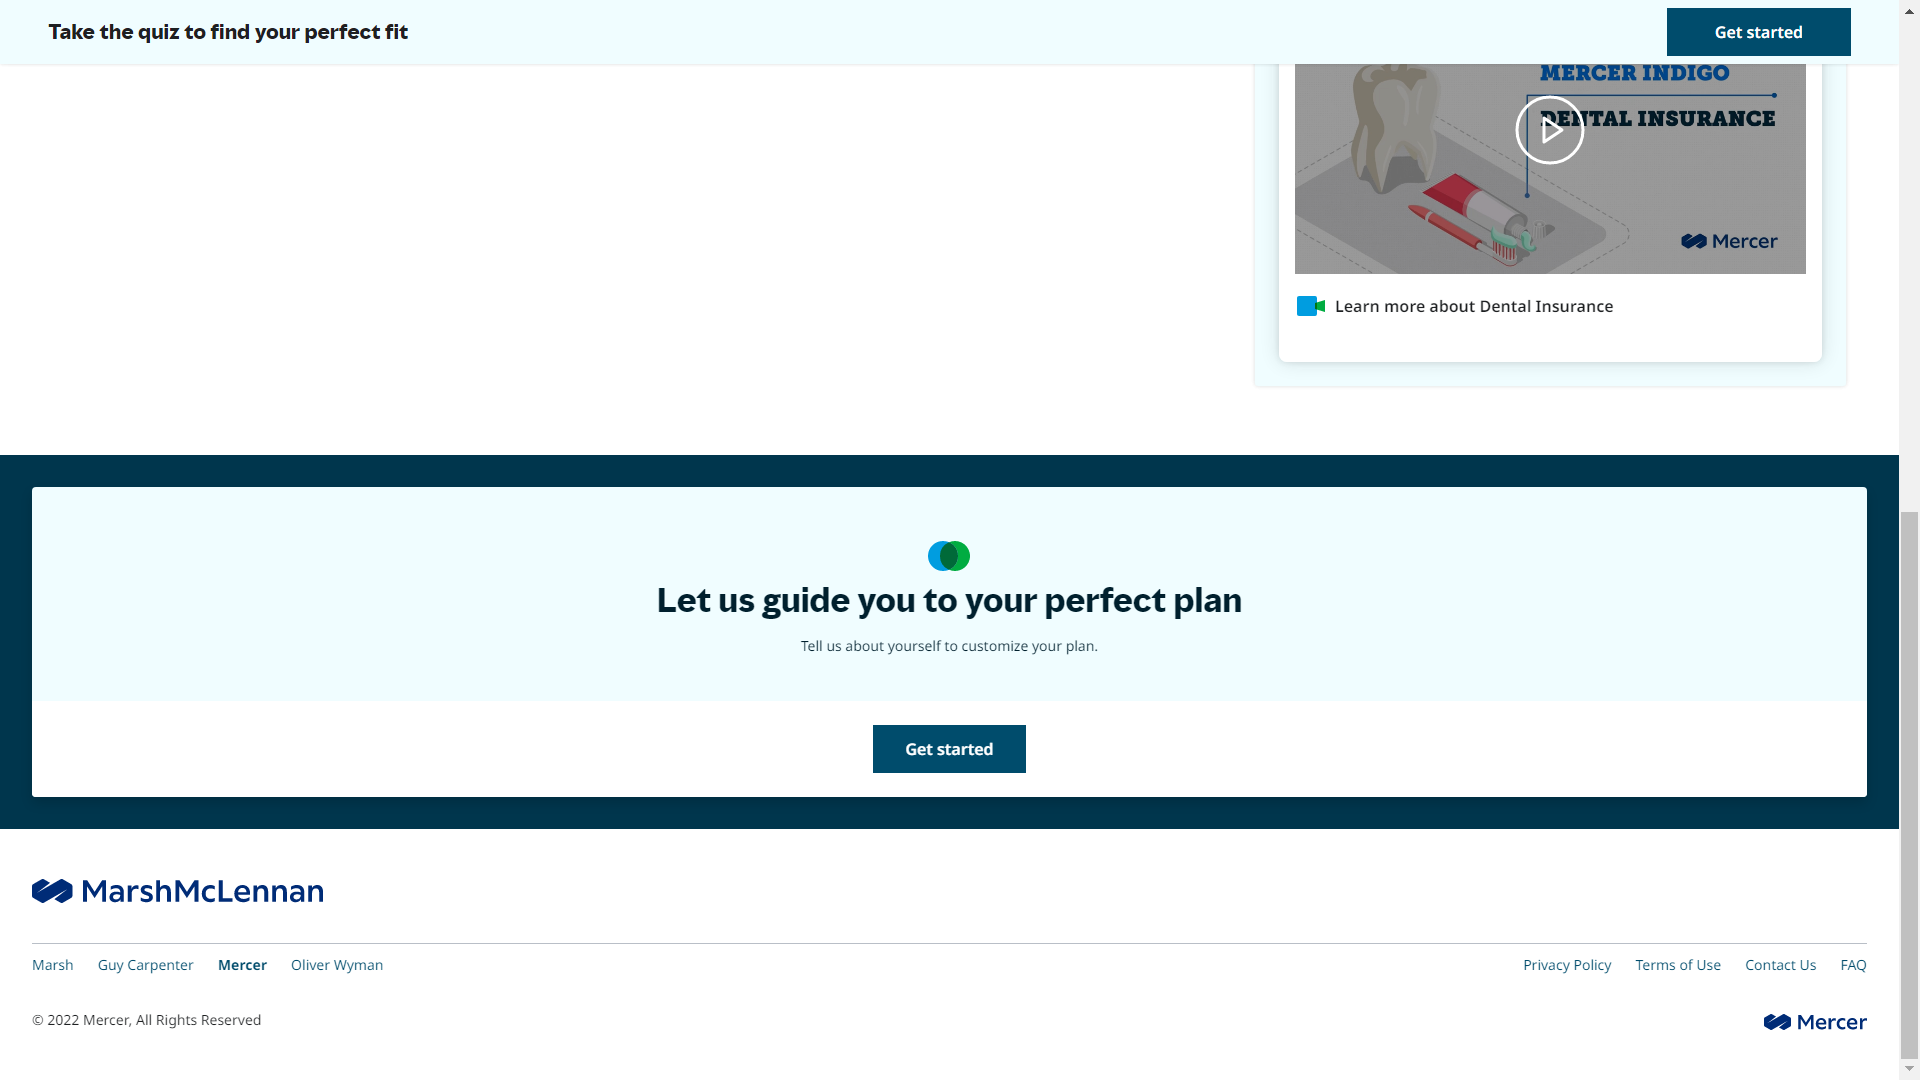 Take the quiz to find your perfect fit
Get started
MERCER INDIGO
DENTAL INSURANCE
Mercer
Learn more about Dental Insurance
Let us guide you to your perfect plan
Tell us about yourself to customize your plan.
Get started
MarshMcLennan
Marsh Guy Carpenter Mercer Oliver Wyman
Privacy Policy Terms of Use Contact Us FAQ
© 2022 Mercer, All Rights Reserved
Mercer